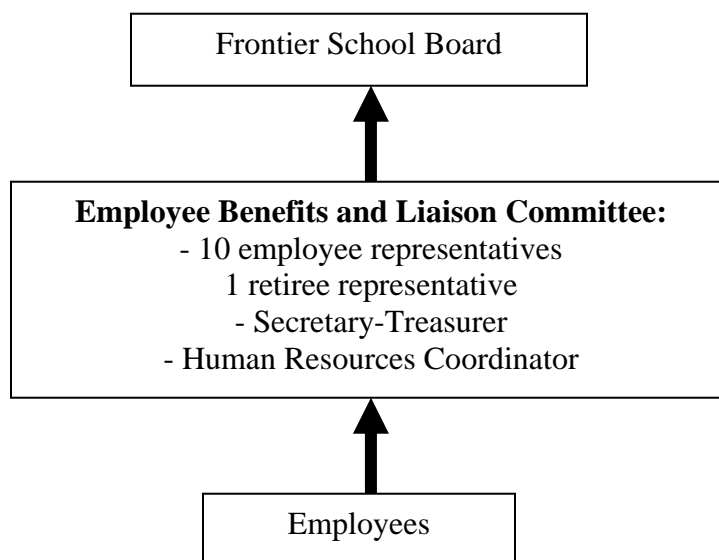 Frontier School Board
Employee Benefits and Liaison Committee:
- 10 employee representatives
1 retiree representative
- Secretary-Treasurer
- Human Resources Coordinator
Employees